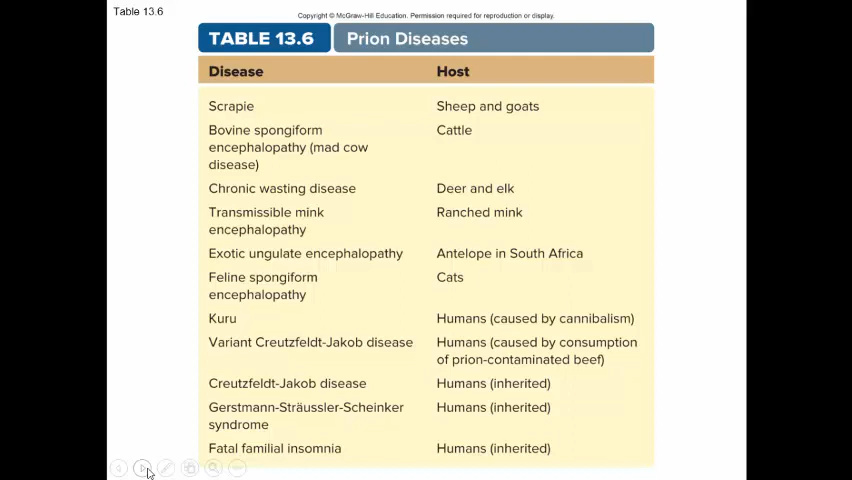 Table 13.6
Copyright © McGraw-Hill Education. Permission required for reproduction or display.
TABLE 13.6 Prion Diseases
Disease Host
Scrapie Sheep and goats
Bovine spongiform Cattle
encephalopathy (mad cow
disease)
Chronic wasting disease Deer and elk
Transmissible mink Ranched mink
encephalopathy
Exotic ungulate encephalopathy Antelope in South Africa
Feline spongiform Cats
encephalopathy
Kuru Humans (caused by cannibalism)
Variant Creutzfeldt-Jakob disease Humans (caused by consumption
of prion-contaminated beef)
Creutzfeldt-Jakob disease Humans (inherited)
Gerstmann-Sträussler-Scheinker Humans (inherited)
syndrome
Fatal familial insomnia Humans (inherited)